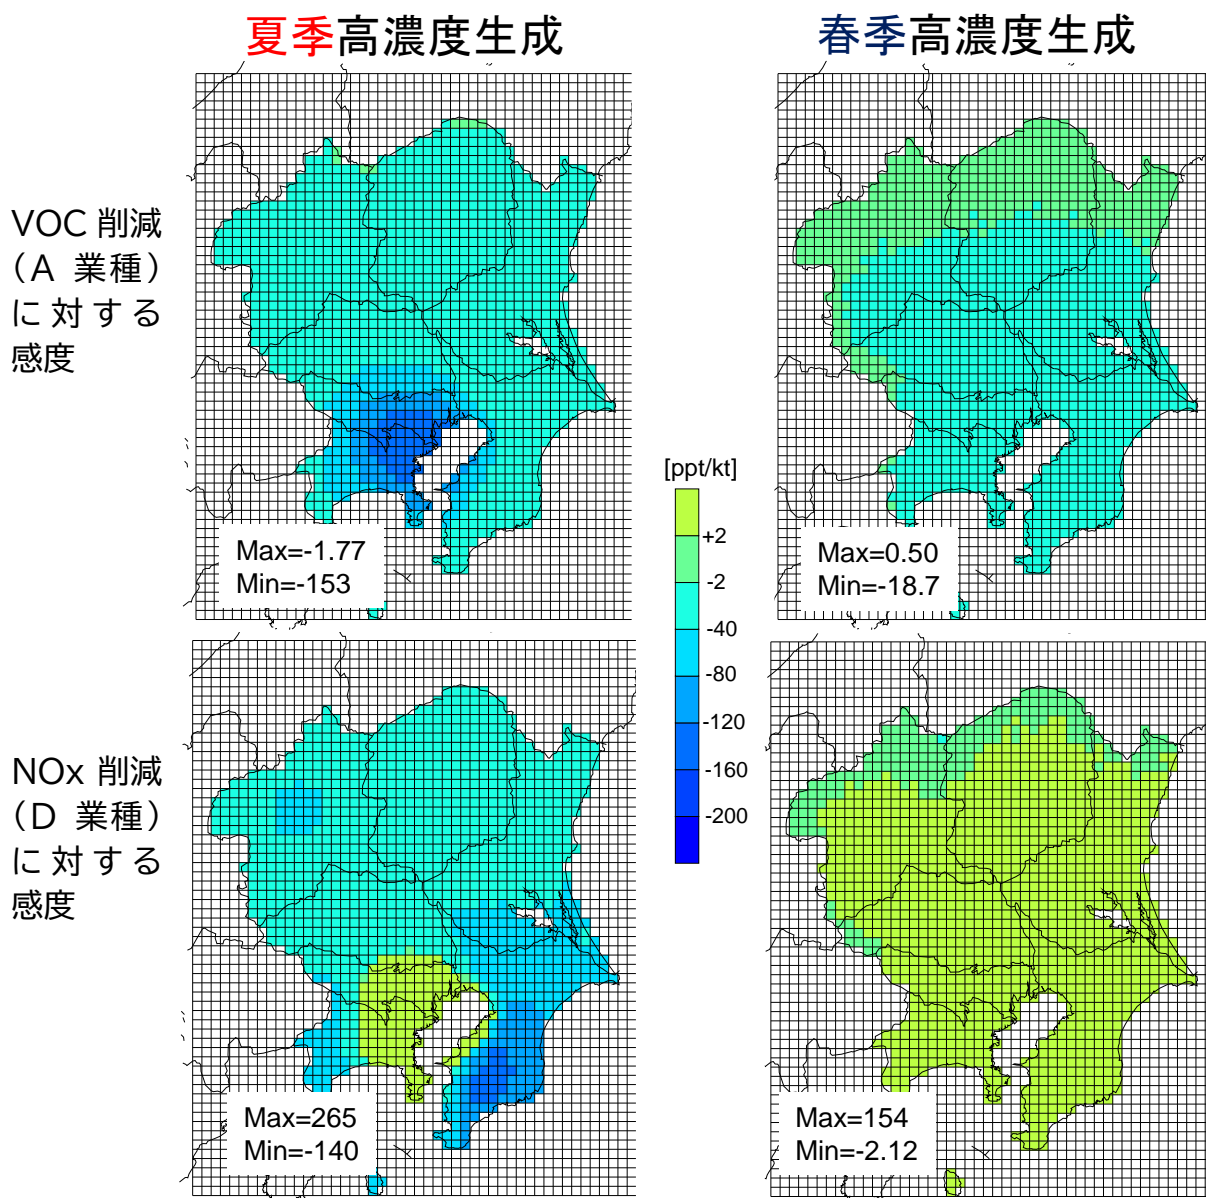 夏季高濃度生成
春季高濃度生成
VOC 削減
（A 業種）
に対する
感度
Max=-1.77
Min=-153
[ppt/kt]
+2
-2
-40
-80
-120
-160
-200
Max=0.50
Min=-18.7
NOx 削減
（D 業種）
に対する
感度
Max=265
Min=-140
Max=154
Min=-2.12